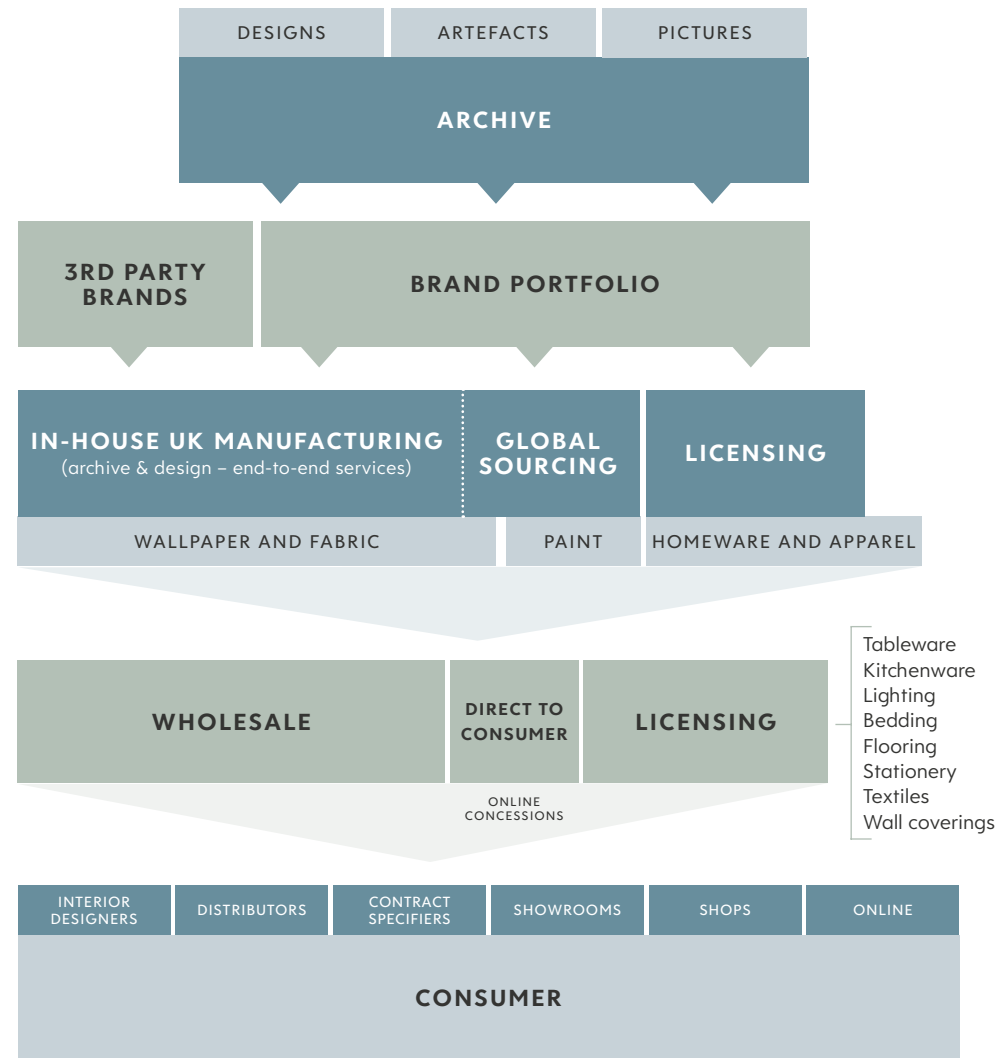 DESIGNS
ARTEFACTS
PICTURES
ARCHIVE
3RD PARTY
BRANDS
BRAND PORTFOLIO
IN-HOUSE UK MANUFACTURING
(archive & design – end-to-end services)
GLOBAL
SOURCING
LICENSING
WALLPAPER AND FABRIC
PAINT
HOMEWARE AND APPAREL
WHOLESALE
DIRECT TO
CONSUMER
LICENSING
Tableware
Kitchenware
Lighting
Bedding
Flooring
Stationery
Textiles
Wall coverings
ONLINE
CONCESSIONS
INTERIOR
DESIGNERS
DISTRIBUTORS
CONTRACT
SPECIFIERS
SHOWROOMS
SHOPS
ONLINE
CONSUMER